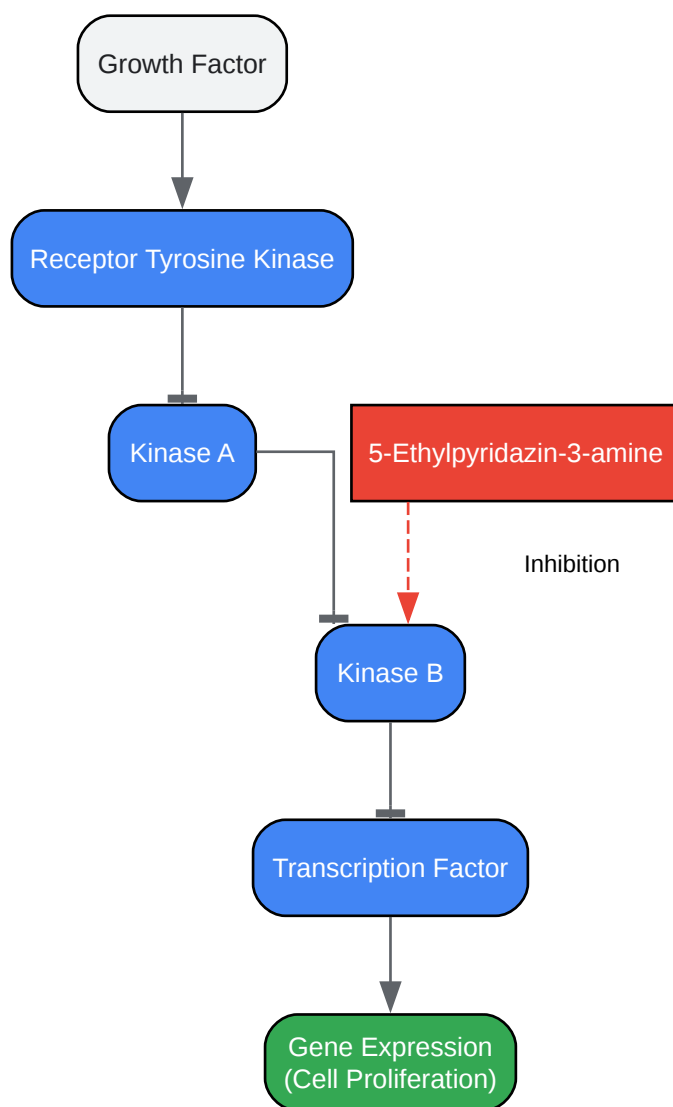 Growth Factor
Receptor Tyrosine Kinase
Kinase A
5-Ethylpyridazin-3-amine
Inhibition
Kinase B
Transcription Factor
Gene Expression
(Cell Proliferation)